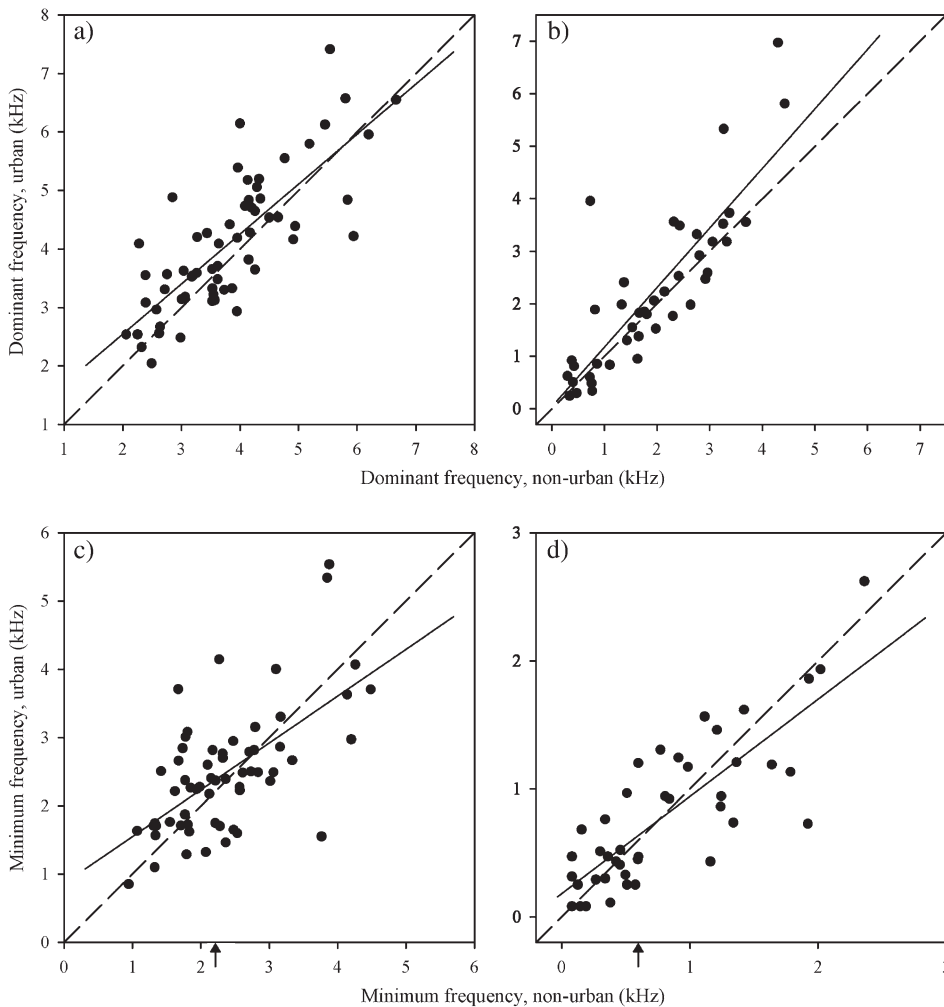 a)
8
7
6
5
4
3
2
1
1 2 3 4 5 6 7 8
Dominant frequency, urban (kHz)
b)
7
6
5
4
3
2
1
0
0 1 2 3 4 5 6 7
Dominant frequency, non-urban (kHz)
c)
6
5
4
3
2
1
0
0 1 2 3 4 5 6
Minimum frequency, urban (kHz)
d)
3
2
1
0
0 1 2 3
Minimum frequency, non-urban (kHz)